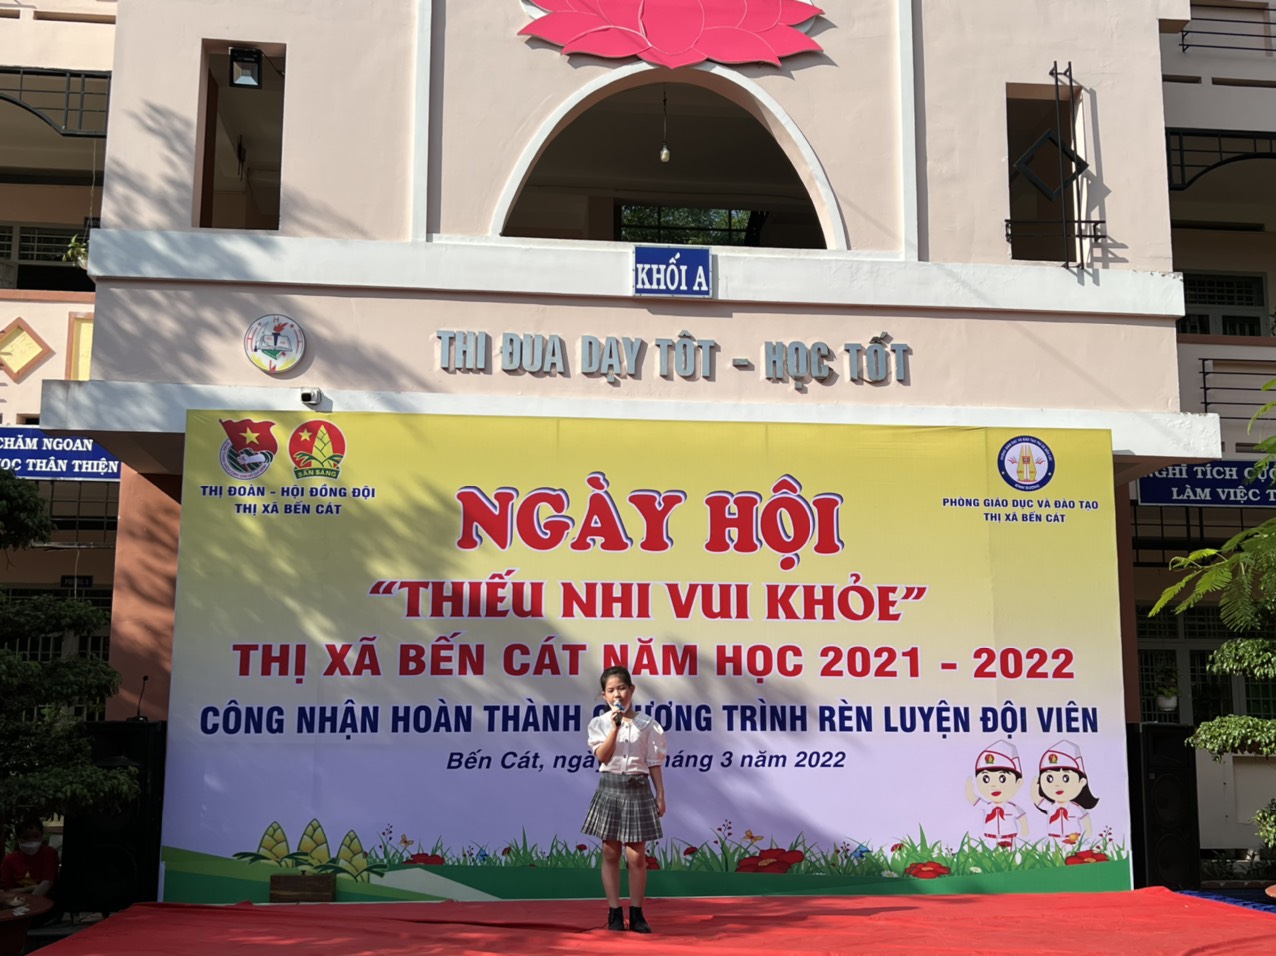 KHỐI A
THI ĐUA DẠY TỐT - HỌC TỐT
CHĂM NGOAN
HỌC THÂN THIỆN
NGHĨ TÍCH CỰC
LÀM VIỆC
SẴN SÀNG
THỊ ĐOÀN - HỘI ĐỒNG ĐỘI
THỊ XÃ BẾN CÁT
PHÒNG GIÁO DỤC VÀ ĐÀO TẠO
THỊ XÃ BẾN CÁT
NGÀY HỘI
"THIẾU NHI VUI KHỎE"
THỊ XÃ BẾN CÁT NĂM HỌC 2021 - 2022
CÔNG NHẬN HOÀN THÀNH CHƯƠNG TRÌNH RÈN LUYỆN ĐỘI VIÊN
Bến Cát, ngày tháng 3 năm 2022